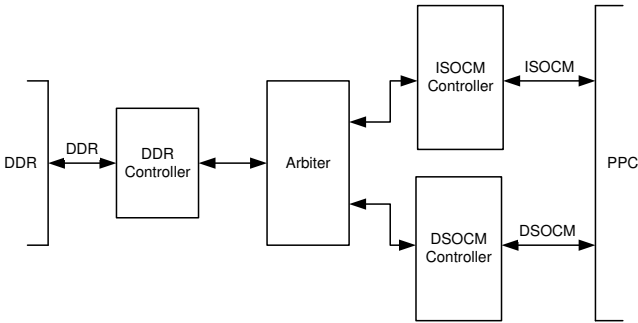 DDR
DDR
DDR
Controller
Arbiter
ISOCM
Controller
ISOCM
DSOCM
Controller
DSOCM
PPC